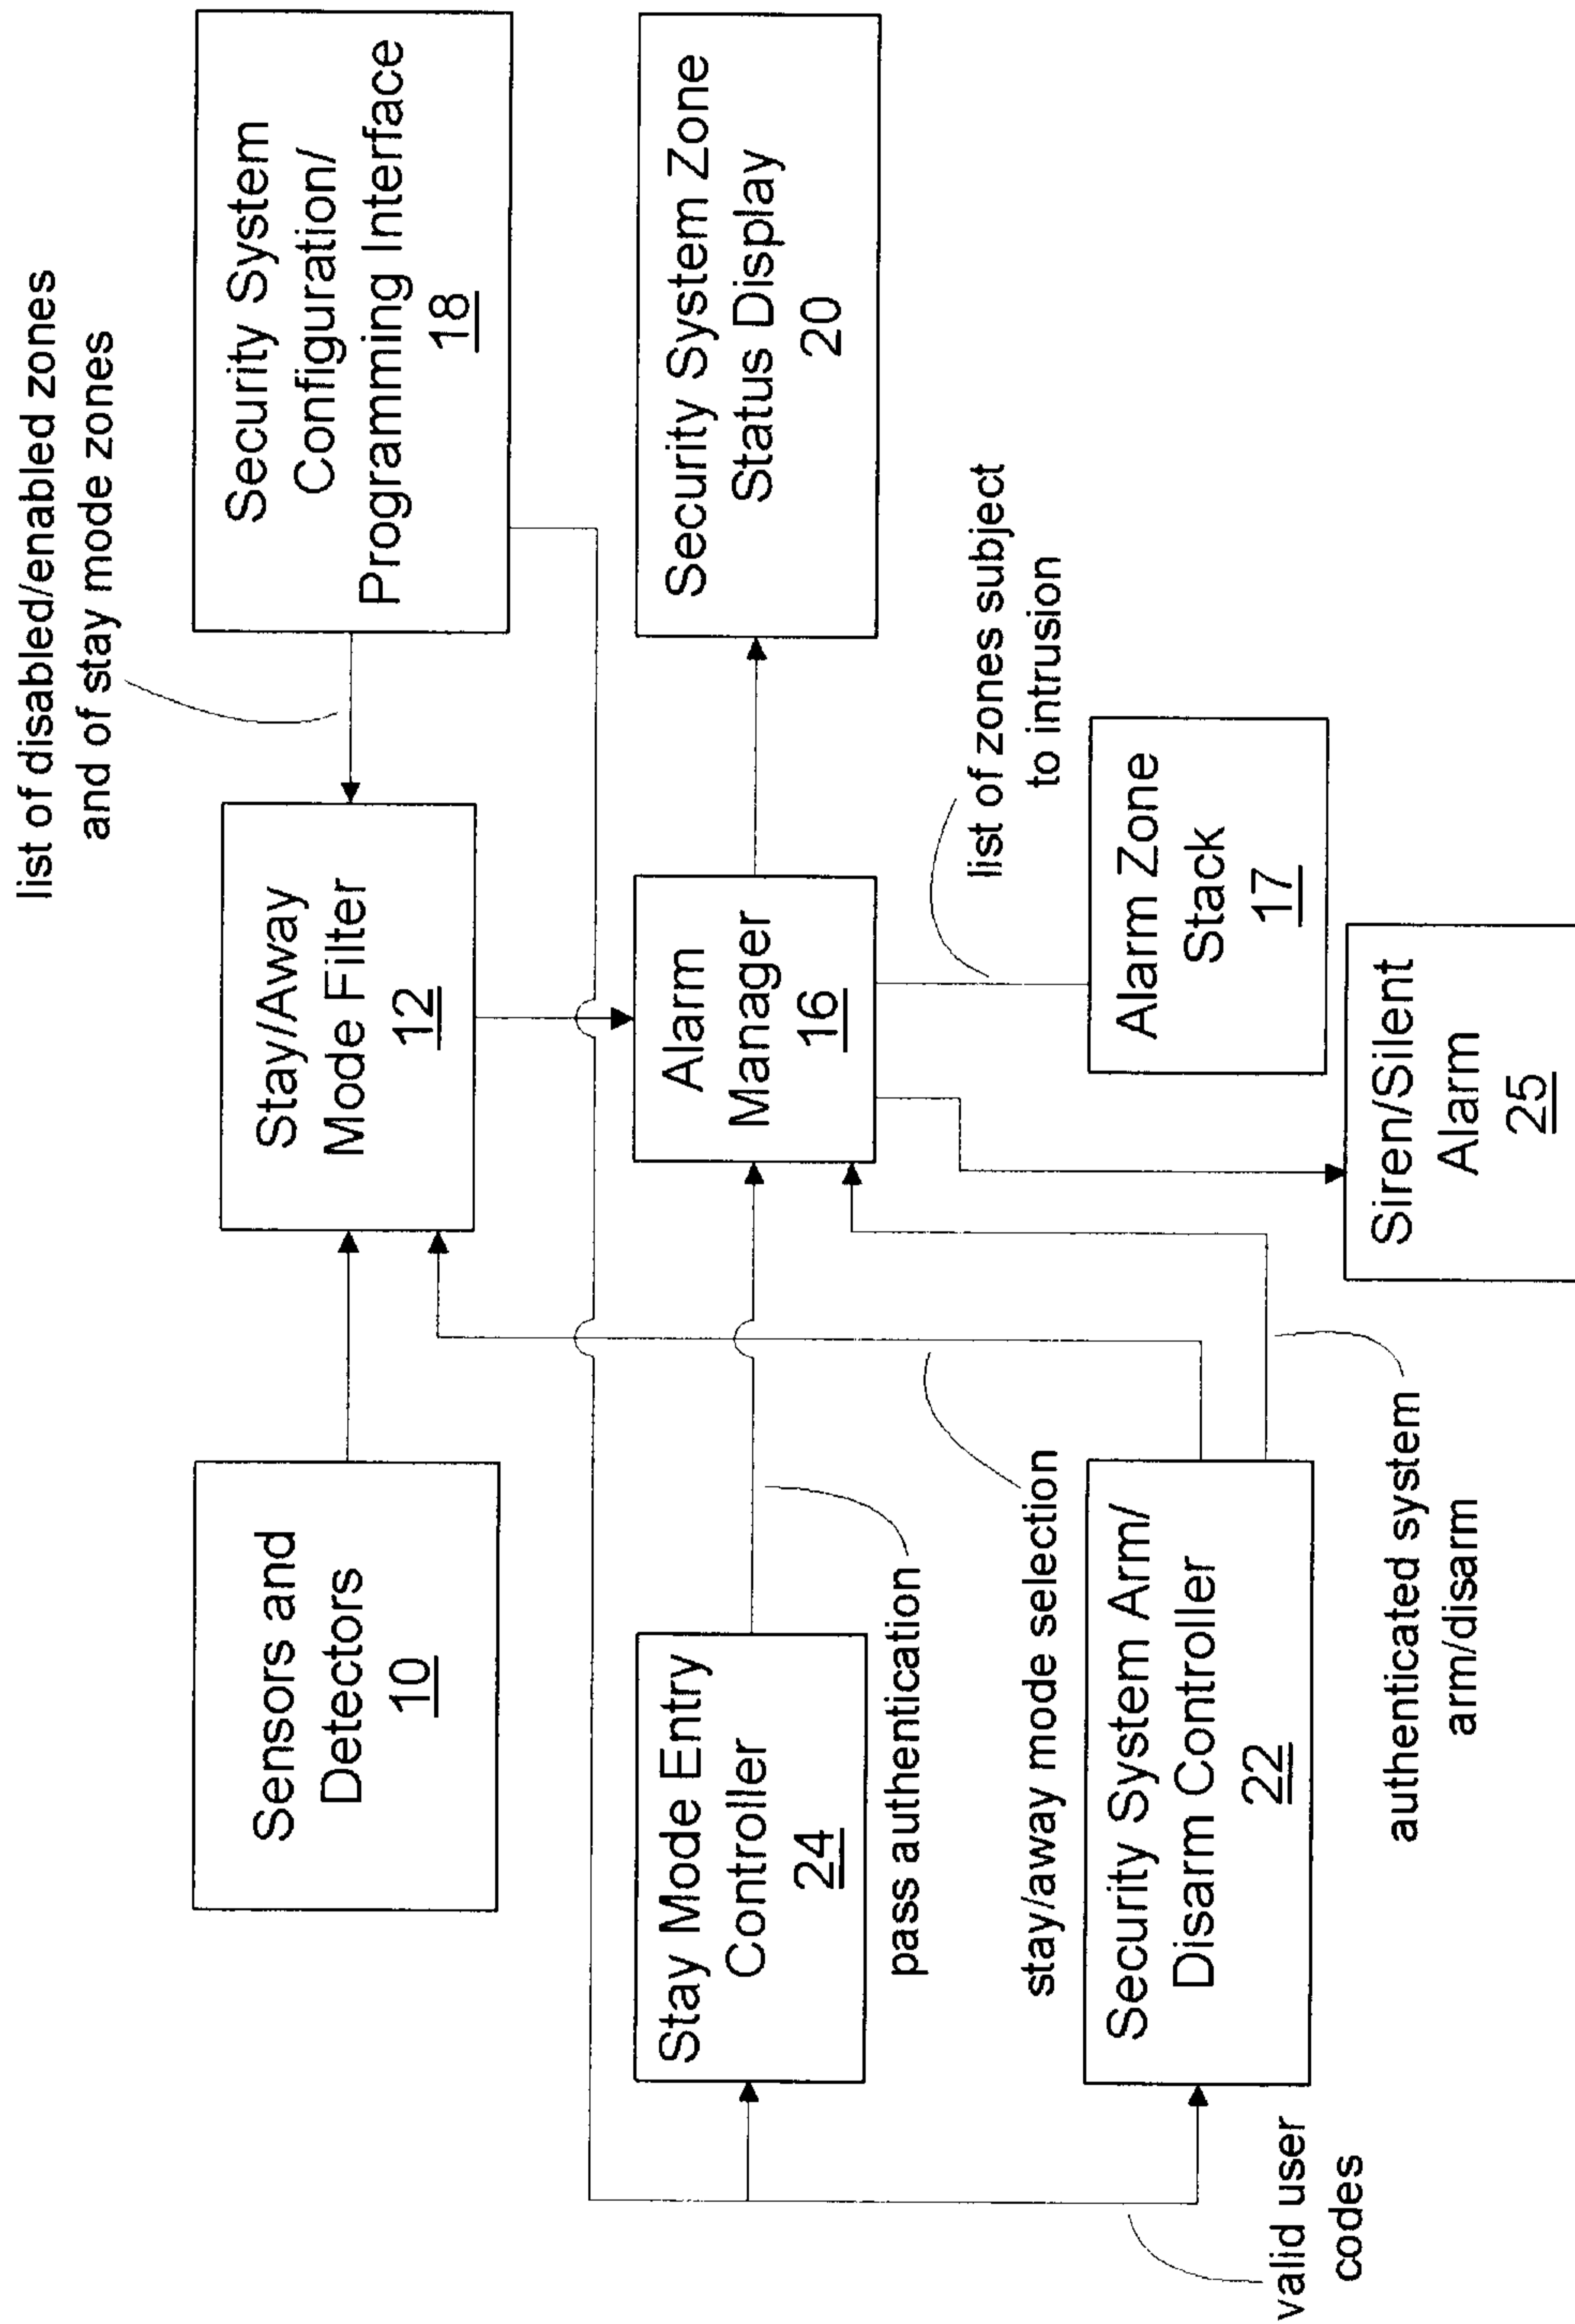 list of disabled/enabled zones
and of stay mode zones
Sensors and
Detectors
10
Stay/Away
Mode Filter
12
Security System
Configuration/
Programming Interface
18
Stay Mode Entry
Controller
24
Alarm
Manager
16
Security System Zone
Status Display
20
pass authentication
list of zones subject
to intrusion
stay/away mode selection
Security System Arm/
Disarm Controller
22
Alarm Zone
Stack
17
valid user
codes
authenticated system
arm/disarm
Siren/Silent
Alarm
25